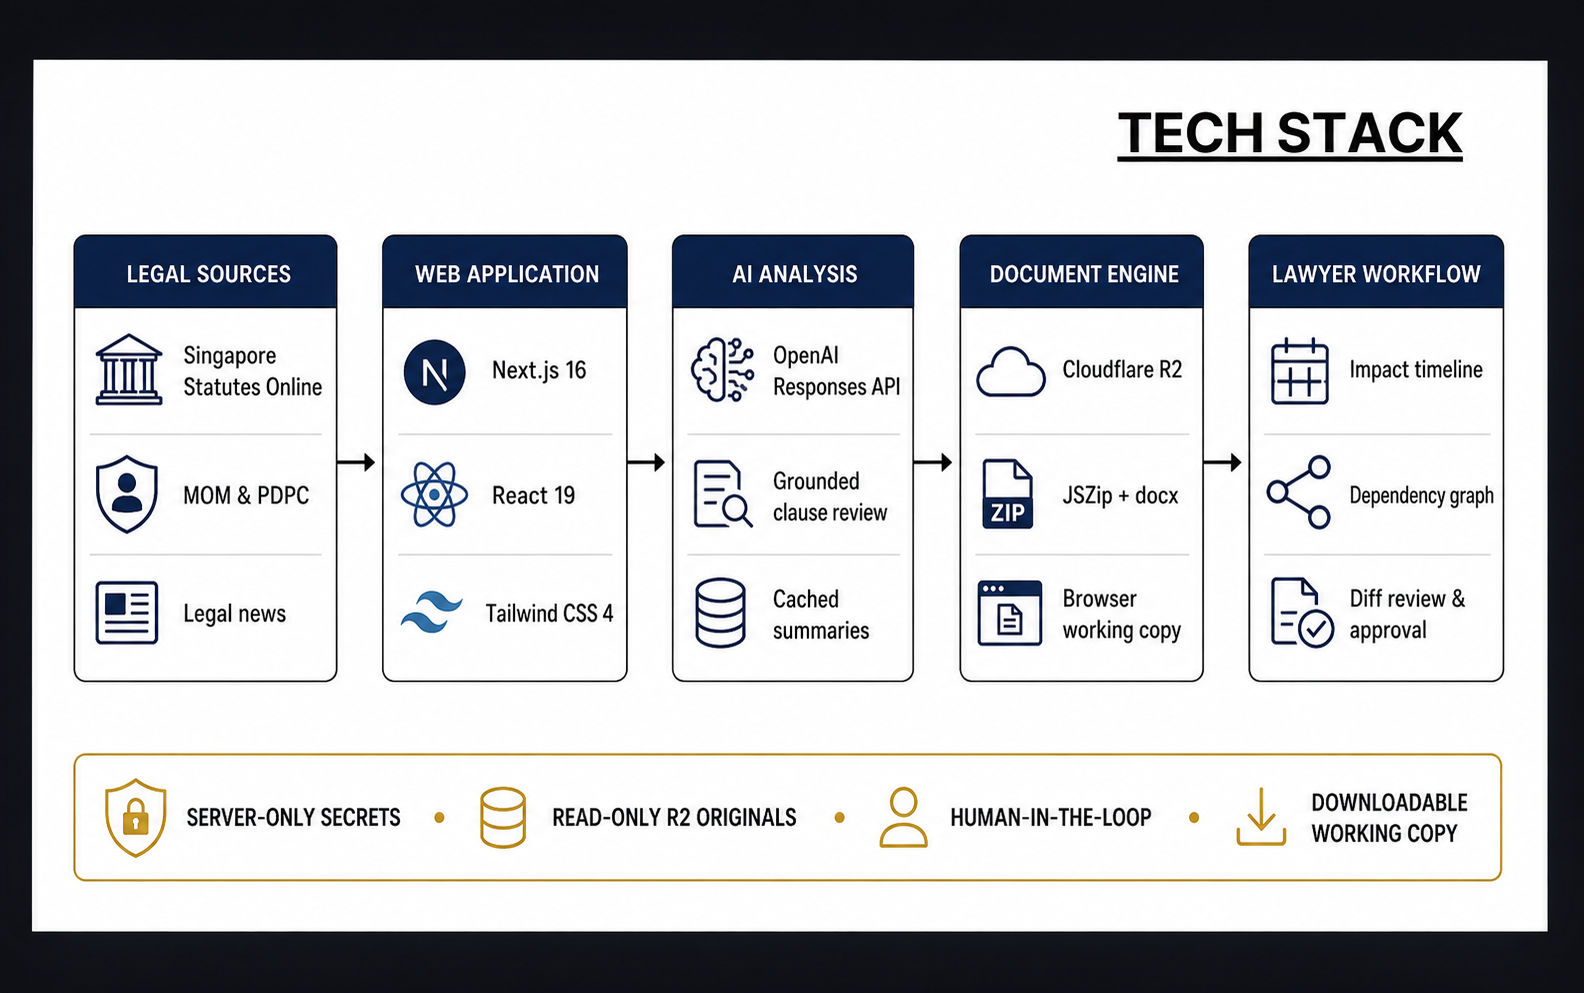 TECH STACK
LEGAL SOURCES
Singapore
Statutes Online
MOM & PDPC
Legal news
WEB APPLICATION
N
Next.js 16
React 19
Tailwind CSS 4
AI ANALYSIS
OpenAI
Responses API
Grounded
clause review
Cached
summaries
DOCUMENT ENGINE
Cloudflare R2
ZIP
JSZip + docx
Browser
working copy
LAWYER WORKFLOW
Impact timeline
Dependency graph
Diff review &
approval
SERVER-ONLY SECRETS
READ-ONLY R2 ORIGINALS
HUMAN-IN-THE-LOOP
DOWNLOADABLE
WORKING COPY